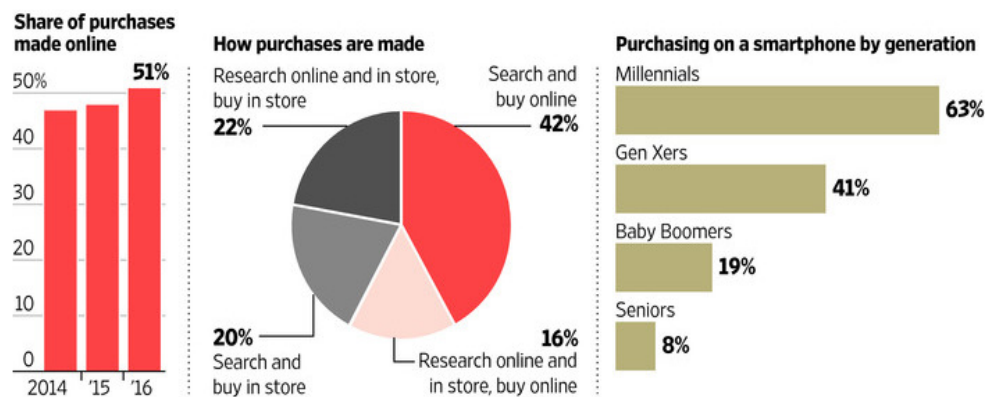 Share of purchases
made online
50%
51%
40
30
20
10
0
2014 '15 '16
How purchases are made
Research online and in store,
buy in store
22%
Search and
buy online
42%
20%
Search and
buy in store
16%
Research online and
in store, buy online
Purchasing on a smartphone by generation
Millennials
63%
Gen Xers
41%
Baby Boomers
19%
Seniors
8%